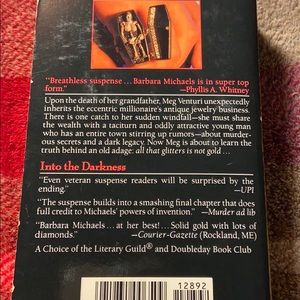 "Breathless suspense... Barbara Michaels is in super top
form."
—Phyllis A. Whitney
Upon the death of her grandfather, Meg Venturi unexpectedly
inherits the eccentric millionaire's antique jewelry business.
There is one catch to her sudden windfall—she must share
the wealth with a taciturn and oddly attractive young man
who has an entire town stirring up rumors—about murder-
ous secrets and a dark legacy. Now Meg is about to learn the
truth behind an old adage: all that glitters is not gold...
Into the Darkness
"Even veteran suspense readers will be surprised by the
ending."
—UPI
"The suspense builds into a smashing final chapter that does
full credit to Michaels' powers of invention." —Murder ad lib
"Barbara Michaels...at her best!...Solid gold with lots of
diamonds."
—Courier-Gazette (Rockland, ME)
A Choice of the Literary Guild® and Doubleday Book Club
12892